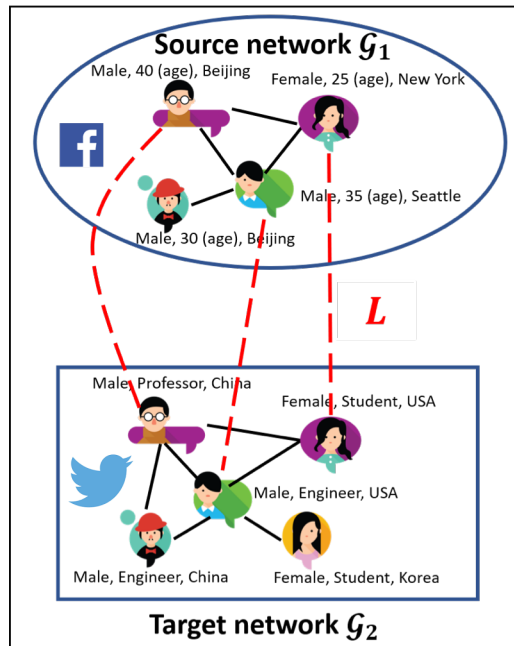 Source network 𝒢₁
Male, 40 (age), Beijing
Female, 25 (age), New York
Male, 35 (age), Seattle
Male, 30 (age), Beijing
L
Male, Professor, China
Female, Student, USA
Male, Engineer, USA
Male, Engineer, China
Female, Student, Korea
Target network 𝒢₂